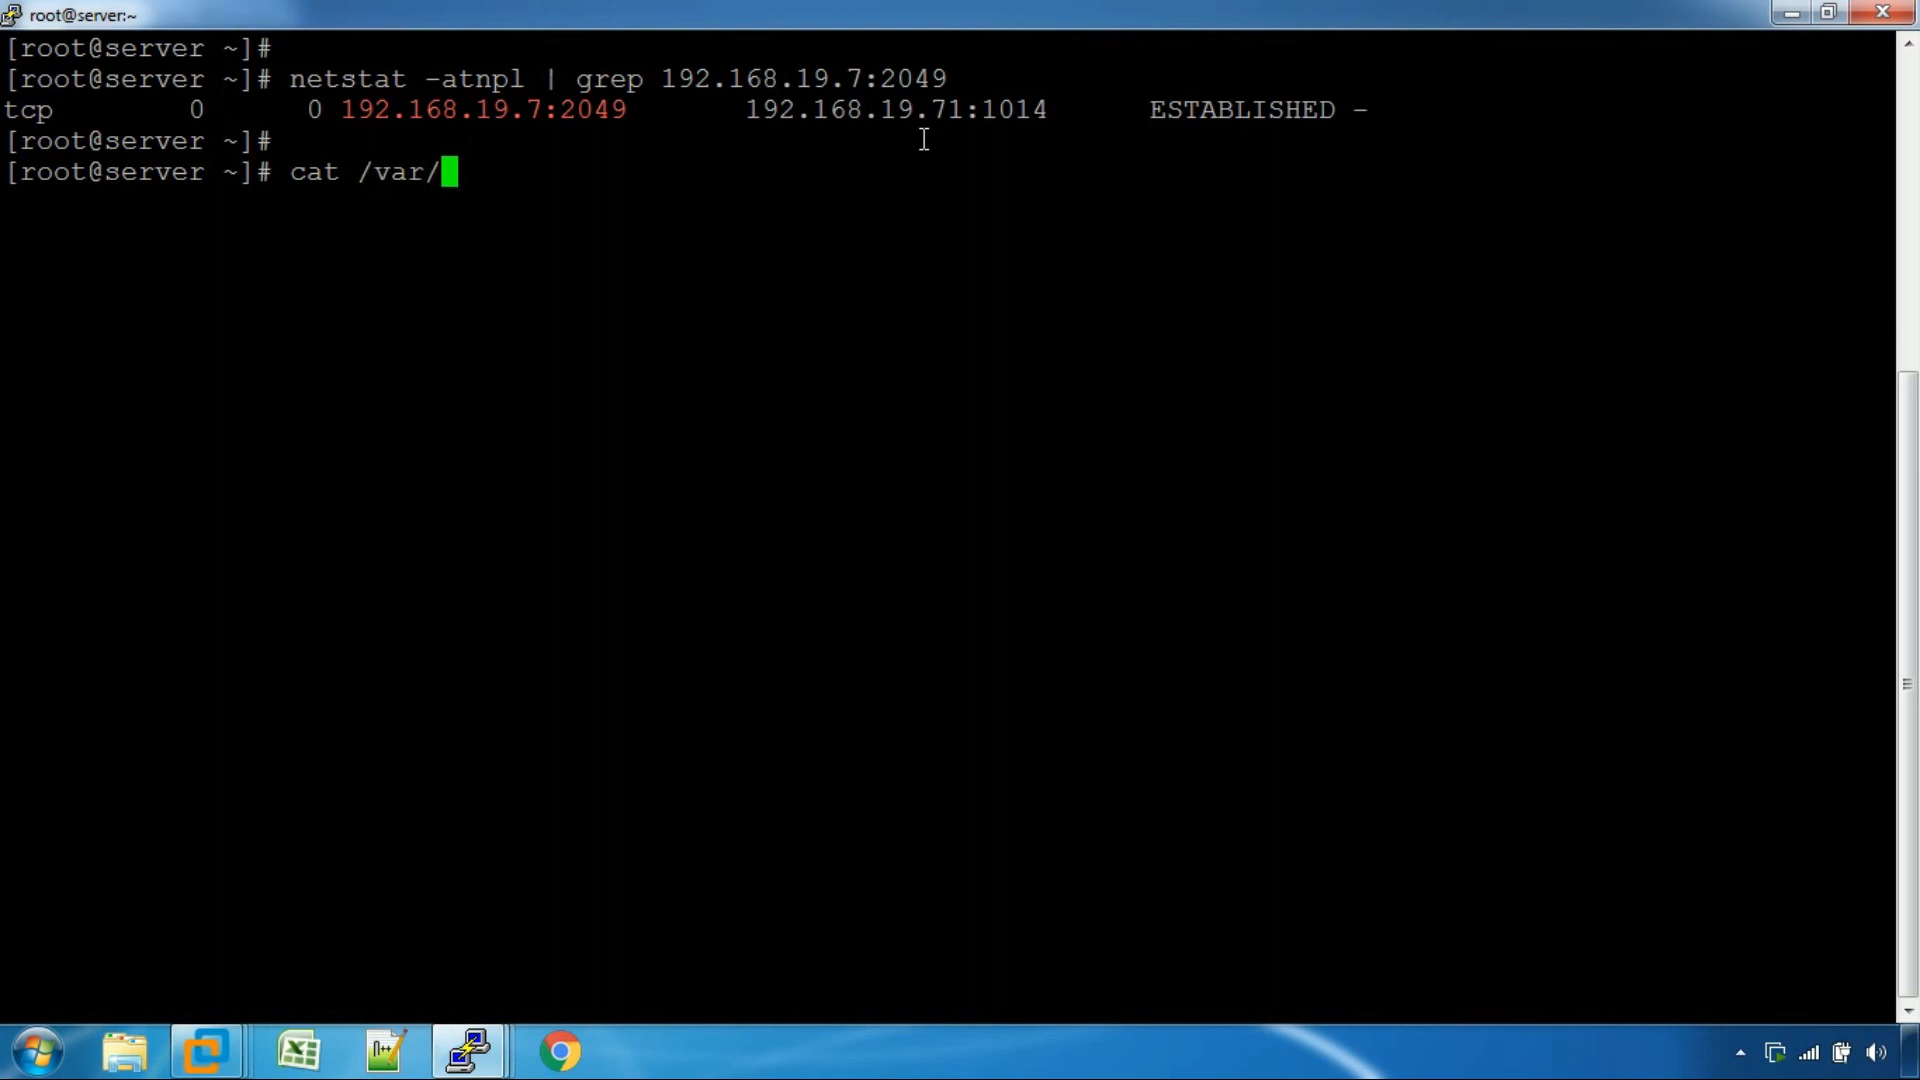 root@server:~
[root@server ~]#
[root@server ~]# netstat -atnpl | grep 192.168.19.7:2049
tcp 0 0 192.168.19.7:2049 192.168.19.71:1014 ESTABLISHED -
[root@server ~]#
[root@server ~]# cat /var/